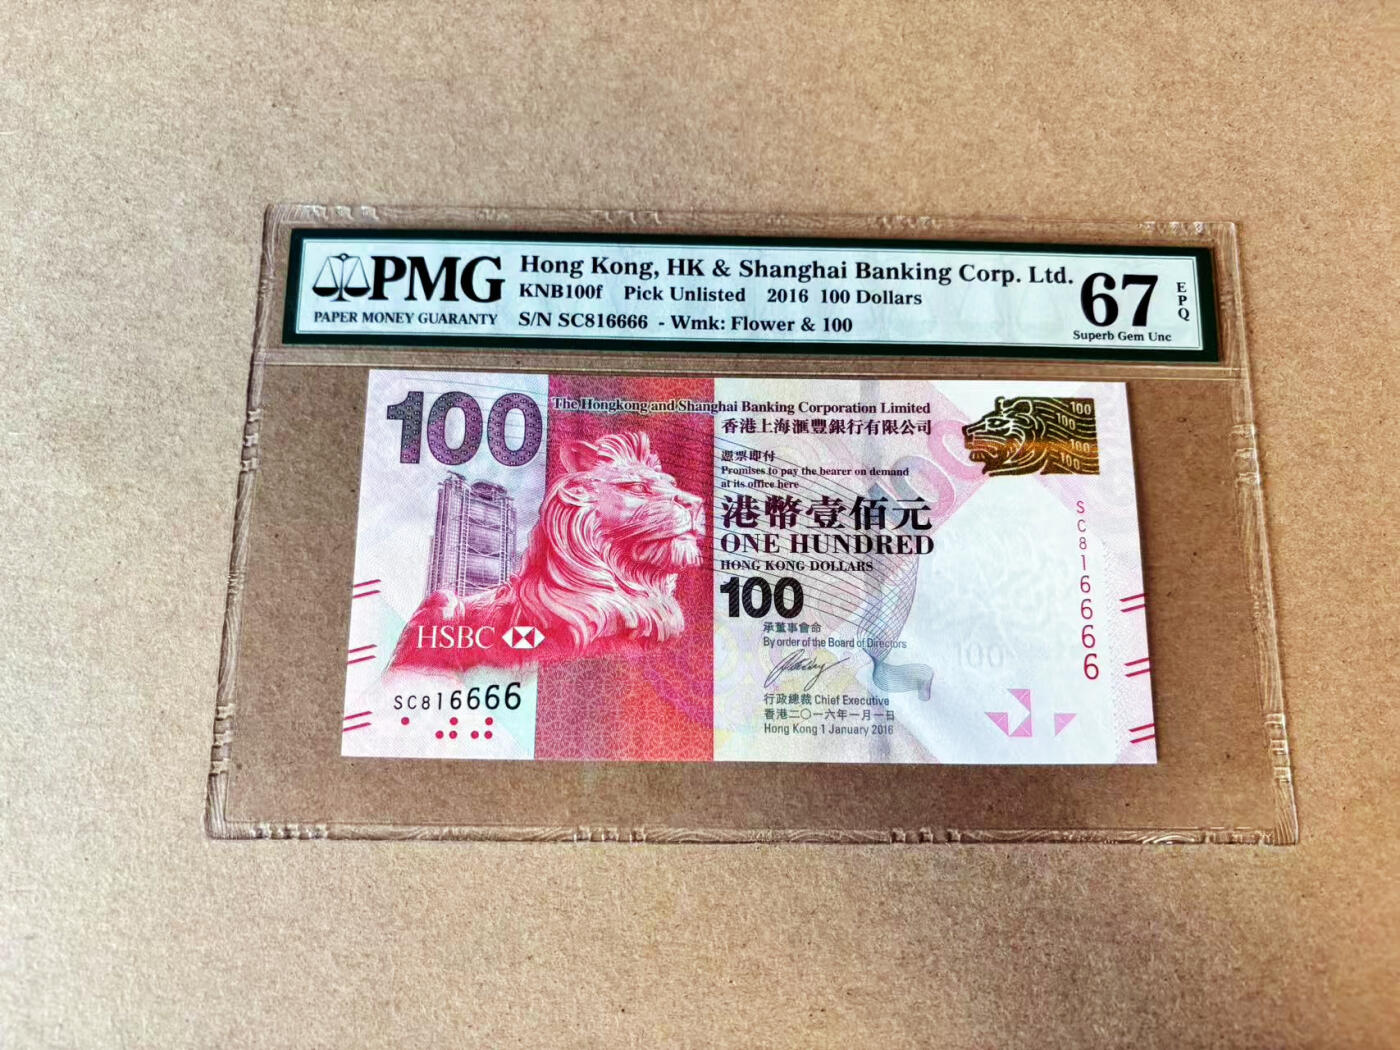 PMG
PAPER MONEY GUARANTY
Hong Kong, HK & Shanghai Banking Corp. Ltd.
KNB100f Pick Unlisted 2016 100 Dollars
S/N SC816666 - Wmk: Flower & 100
67
EPQ
Superb Gem Unc
100
The Hongkong and Shanghai Banking Corporation Limited
香港上海滙豐銀行有限公司
憑票即付
Promises to pay the bearer on demand
at its office here
港幣壹佰元
ONE HUNDRED
HONG KONG DOLLARS
100
承董事會命
By order of the Board of Directors
行政總裁 Chief Executive
香港二〇一六年一月一日
Hong Kong 1 January 2016
HSBC
SC816666
100
100
100
100
SC816666
100